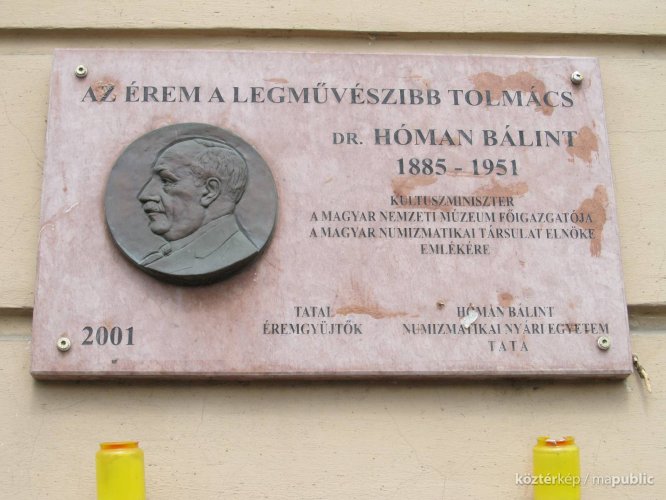 AZ ÉREM A LEGMŰVÉSZIBB TOLMÁCS
DR. HÓMAN BÁLINT
1885 - 1951
KULTUSZMINISZTER
A MAGYAR NEMZETI MÚZEUM FŐIGAZGATÓJA
A MAGYAR NUMIZMATIKAI TÁRSULAT ELNÖKE
EMLÉKÉRE
TATAI
ÉREMGYŰJTŐK
HÓMAN BÁLINT
NUMIZMATIKAI NYÁRI EGYETEM
TATA
2001
köztérkép / mapublic